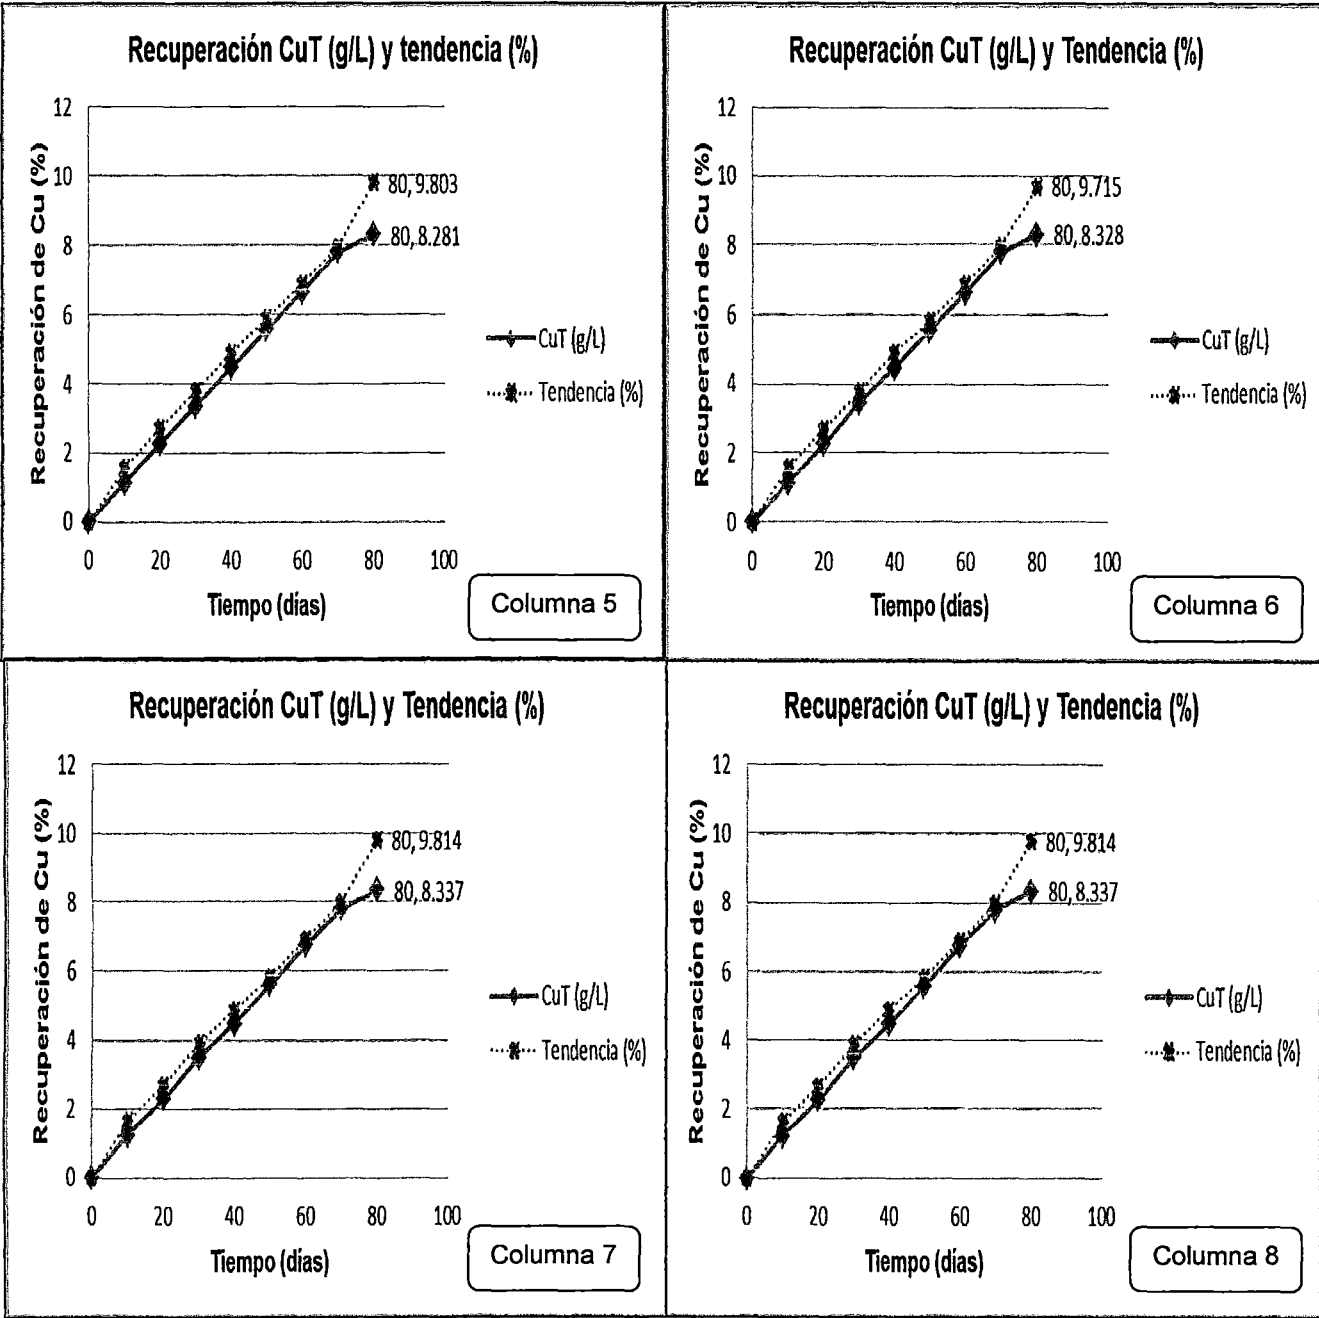 Recuperación CuT (g/L) y tendencia (%)
Recuperación de Cu (%)
12
10
8
6
4
2
0
80, 9.803
80, 8.281
CuT (g/L)
Tendencia (%)
0 20 40 60 80 100
Tiempo (días)
Columna 5
Recuperación CuT (g/L) y Tendencia (%)
Recuperación de Cu (%)
12
10
8
6
4
2
0
80, 9.715
80, 8.328
CuT (g/L)
Tendencia (%)
0 20 40 60 80 100
Tiempo (días)
Columna 6
Recuperación CuT (g/L) y Tendencia (%)
Recuperación de Cu (%)
12
10
8
6
4
2
0
80, 9.814
80, 8.337
CuT (g/L)
Tendencia (%)
0 20 40 60 80 100
Tiempo (días)
Columna 7
Recuperación CuT (g/L) y Tendencia (%)
Recuperación de Cu (%)
12
10
8
6
4
2
0
80, 9.814
80, 8.337
CuT (g/L)
Tendencia (%)
0 20 40 60 80 100
Tiempo (días)
Columna 8